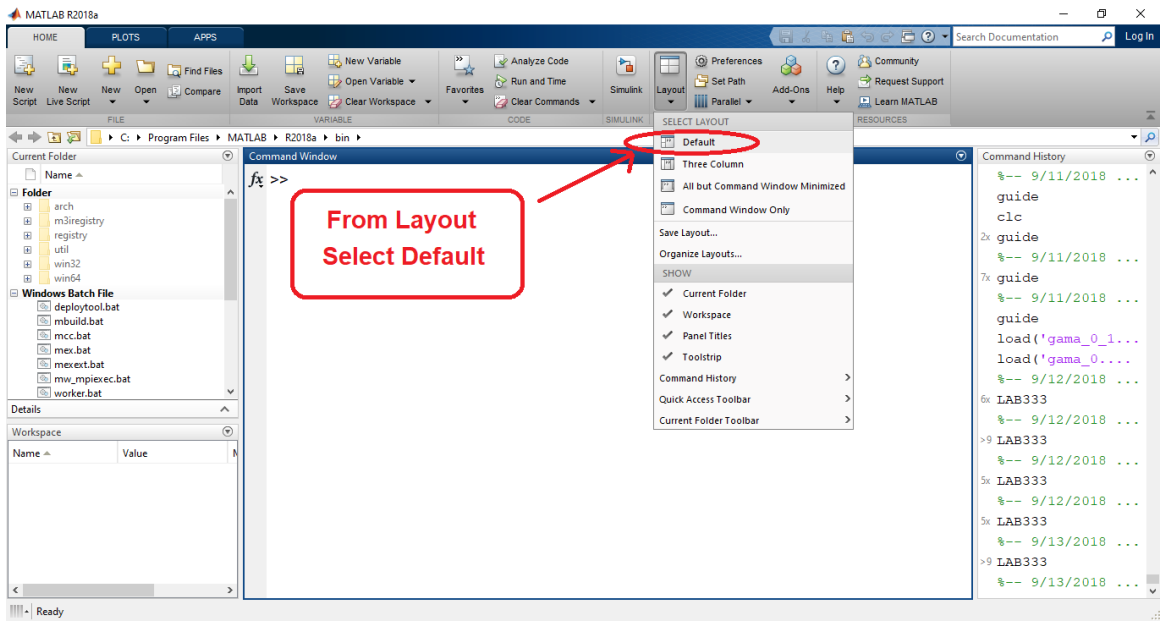 MATLAB R2018a
HOME PLOTS APPS
Search Documentation
Log In
New Script
New Live Script
New
Open
Find Files
Compare
FILE
Import Data
Save Workspace
New Variable
Open Variable
Clear Workspace
VARIABLE
Favorites
Analyze Code
Run and Time
Clear Commands
CODE
Simulink
SIMULINK
Layout
Preferences
Set Path
Parallel
Add-Ons
Help
Community
Request Support
Learn MATLAB
RESOURCES
C: Program Files MATLAB R2018a bin
Current Folder
Name
Folder
arch
m3iregistry
registry
util
win32
win64
Windows Batch File
deploytool.bat
mbuild.bat
mcc.bat
mex.bat
mexext.bat
mw_mpiexec.bat
worker.bat
Details
Workspace
Name Value
Command Window
fx >>
From Layout
Select Default
SELECT LAYOUT
Default
Three Column
All but Command Window Minimized
Command Window Only
Save Layout...
Organize Layouts...
SHOW
Current Folder
Workspace
Panel Titles
Toolstrip
Command History
Quick Access Toolbar
Current Folder Toolbar
Command History
%-- 9/11/2018 ...
guide
clc
2x guide
%-- 9/11/2018 ...
7x guide
%-- 9/11/2018 ...
guide
load('gama_0_1...
load('gama_0....
%-- 9/12/2018 ...
6x LAB333
%-- 9/12/2018 ...
>9 LAB333
%-- 9/12/2018 ...
5x LAB333
%-- 9/12/2018 ...
5x LAB333
%-- 9/13/2018 ...
>9 LAB333
%-- 9/13/2018 ...
Ready